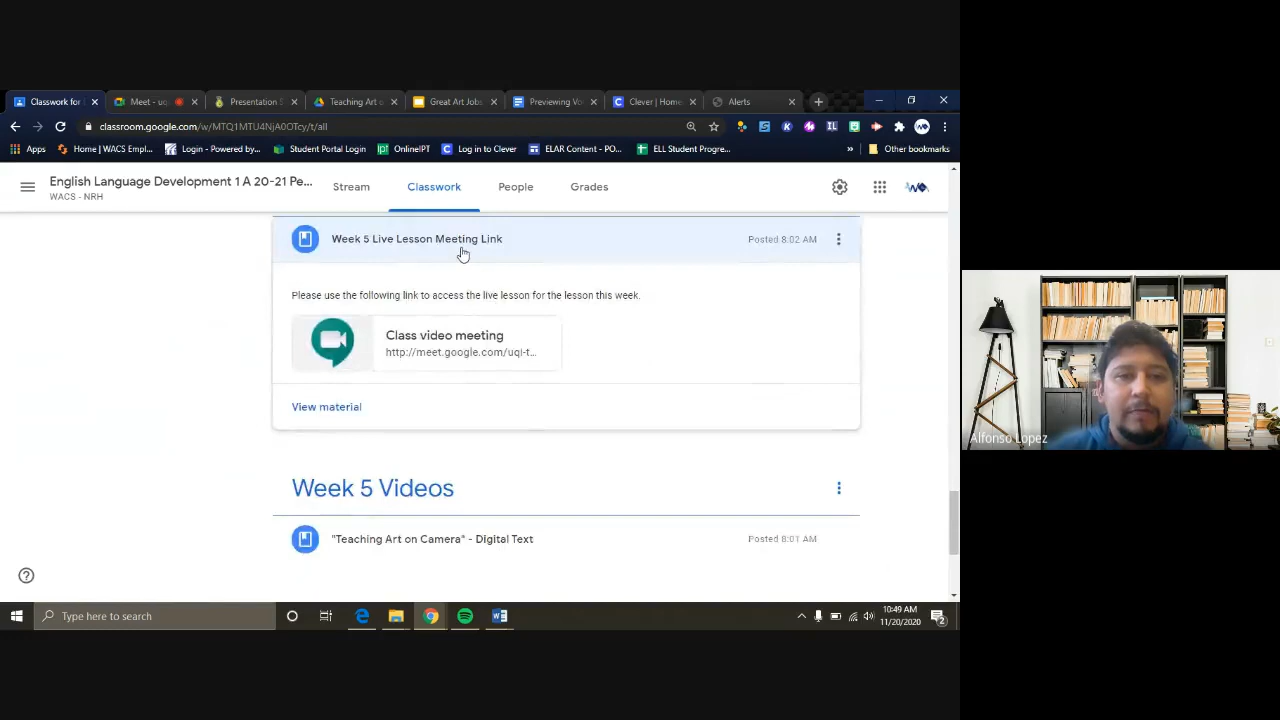 Classwork for
Meet - uq
Presentation
Teaching Art o
Great Art Jobs
Previewing Vo
Clever | Home
Alerts
classroom.google.com/w/MTQ1MTU4NjA0OTcy/t/all
Apps
Home | WACS Empl...
Login - Powered by...
Student Portal Login
OnlineIPT
Log in to Clever
ELAR Content - PO...
ELL Student Progre...
»
Other bookmarks
English Language Development 1 A 20-21 Pe...
WACS - NRH
Stream
Classwork
People
Grades
Week 5 Live Lesson Meeting Link
Posted 8:02 AM
Please use the following link to access the live lesson for the lesson this week.
Class video meeting
http://meet.google.com/uqi-t...
View material
Alfonso Lopez
Week 5 Videos
"Teaching Art on Camera" - Digital Text
Posted 8:01 AM
Type here to search
10:49 AM
11/20/2020
2